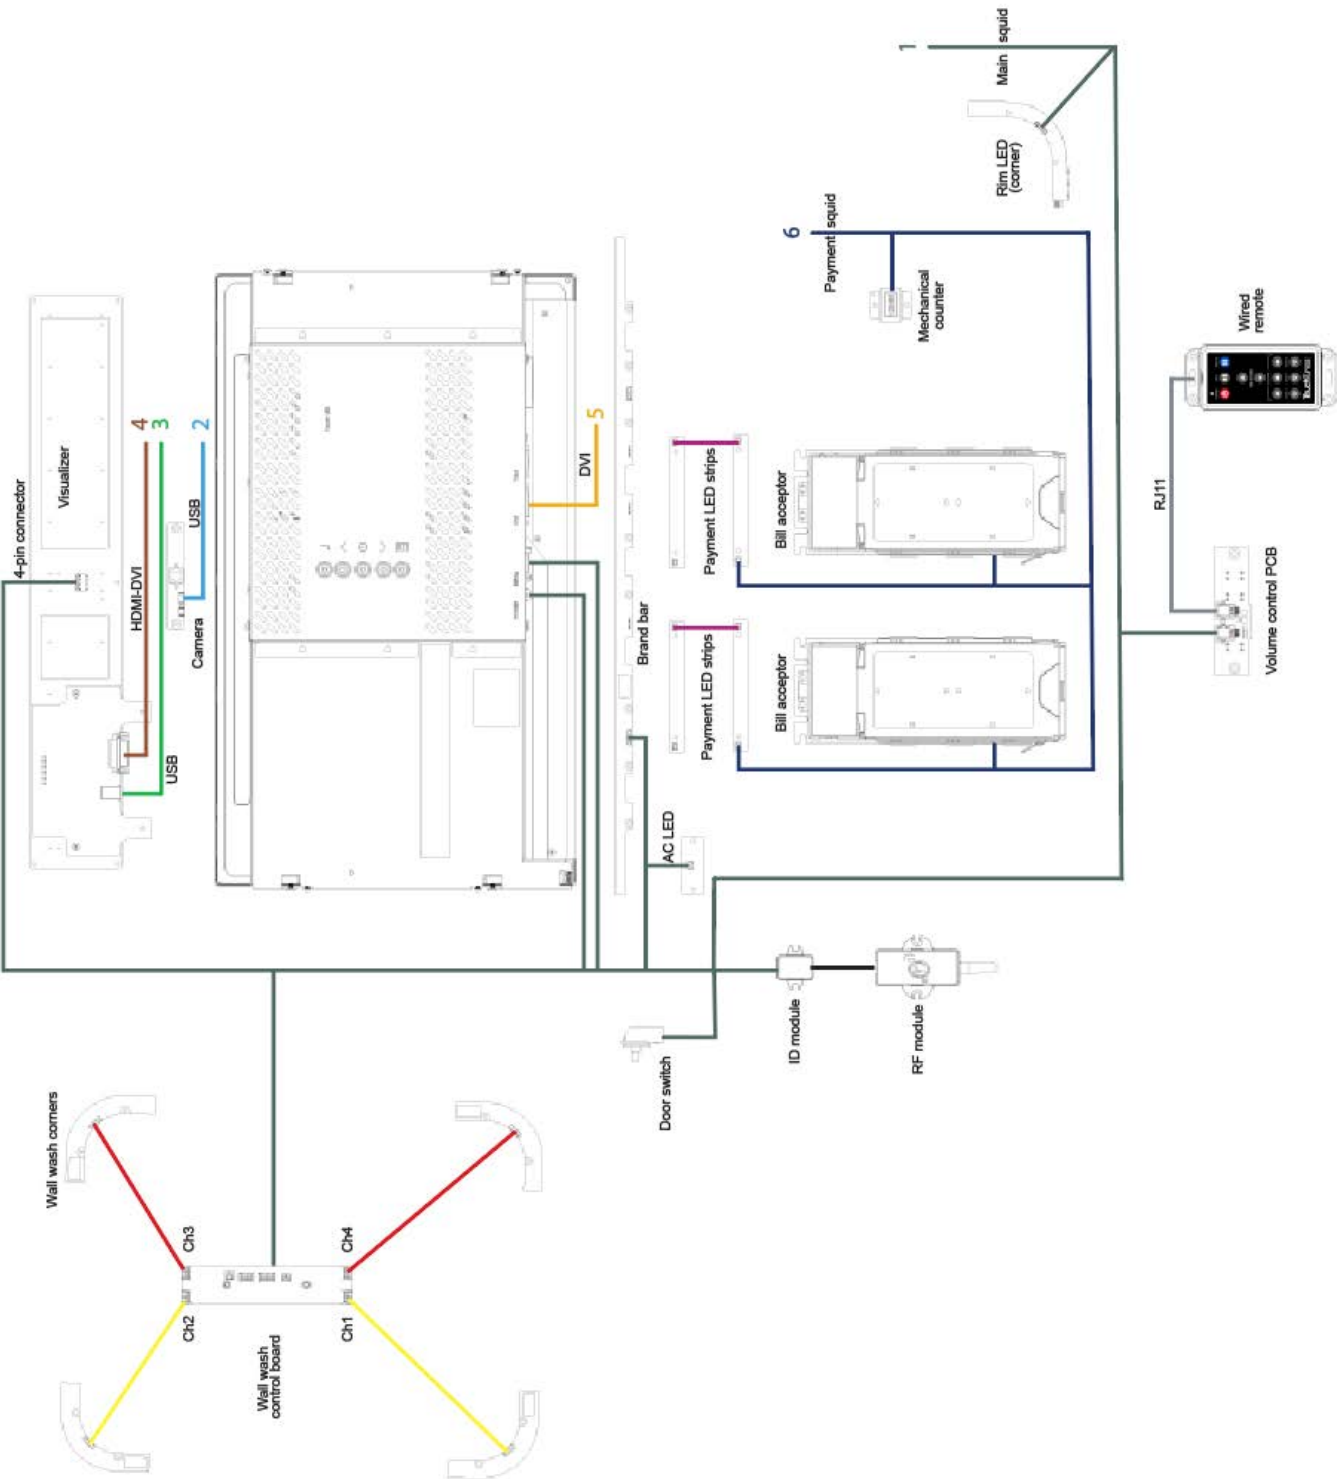 Wall wash corners
Ch3
Ch4
Ch2
Ch1
Wall wash
control board
4-pin connector
Visualizer
HDMI-DVI
4
3
2
USB
USB
Camera
DVI
5
Brand bar
AC LED
Door switch
ID module
RF module
Payment LED strips
Payment LED strips
Bill acceptor
Bill acceptor
6
Payment squid
Mechanical
counter
1
Main squid
Rim LED
(corner)
RJ11
Volume control PCB
Wired
remote